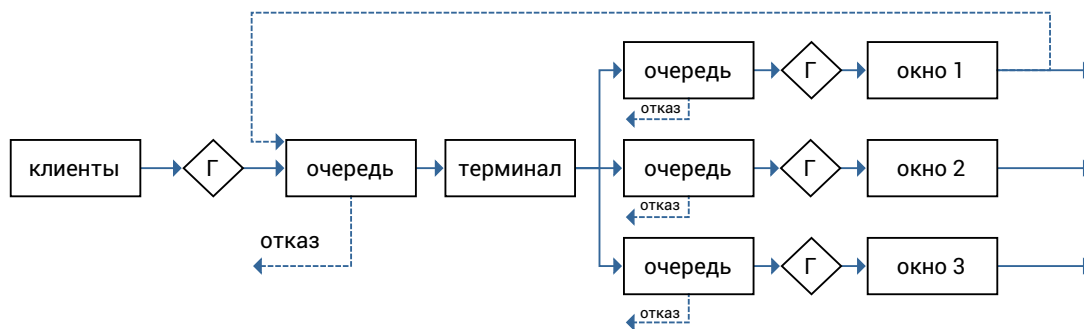 очередь
Г
окно 1
отказ
клиенты
Г
очередь
терминал
очередь
Г
окно 2
отказ
отказ
очередь
Г
окно 3
отказ